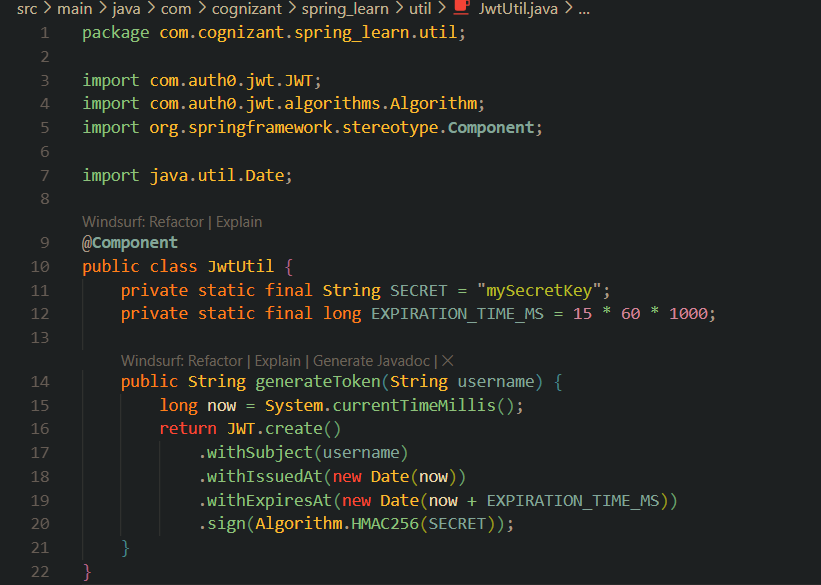 src > main > java > com > cognizant > spring_learn > util > JwtUtil.java > ...
1 package com.cognizant.spring_learn.util;
2
3 import com.auth0.jwt.JWT;
4 import com.auth0.jwt.algorithms.Algorithm;
5 import org.springframework.stereotype.Component;
6
7 import java.util.Date;
8
Windsurf: Refactor | Explain
9 @Component
10 public class JwtUtil {
11     private static final String SECRET = "mySecretKey";
12     private static final long EXPIRATION_TIME_MS = 15 * 60 * 1000;
13
Windsurf: Refactor | Explain | Generate Javadoc | ×
14     public String generateToken(String username) {
15         long now = System.currentTimeMillis();
16         return JWT.create()
17             .withSubject(username)
18             .withIssuedAt(new Date(now))
19             .withExpiresAt(new Date(now + EXPIRATION_TIME_MS))
20             .sign(Algorithm.HMAC256(SECRET));
21     }
22 }